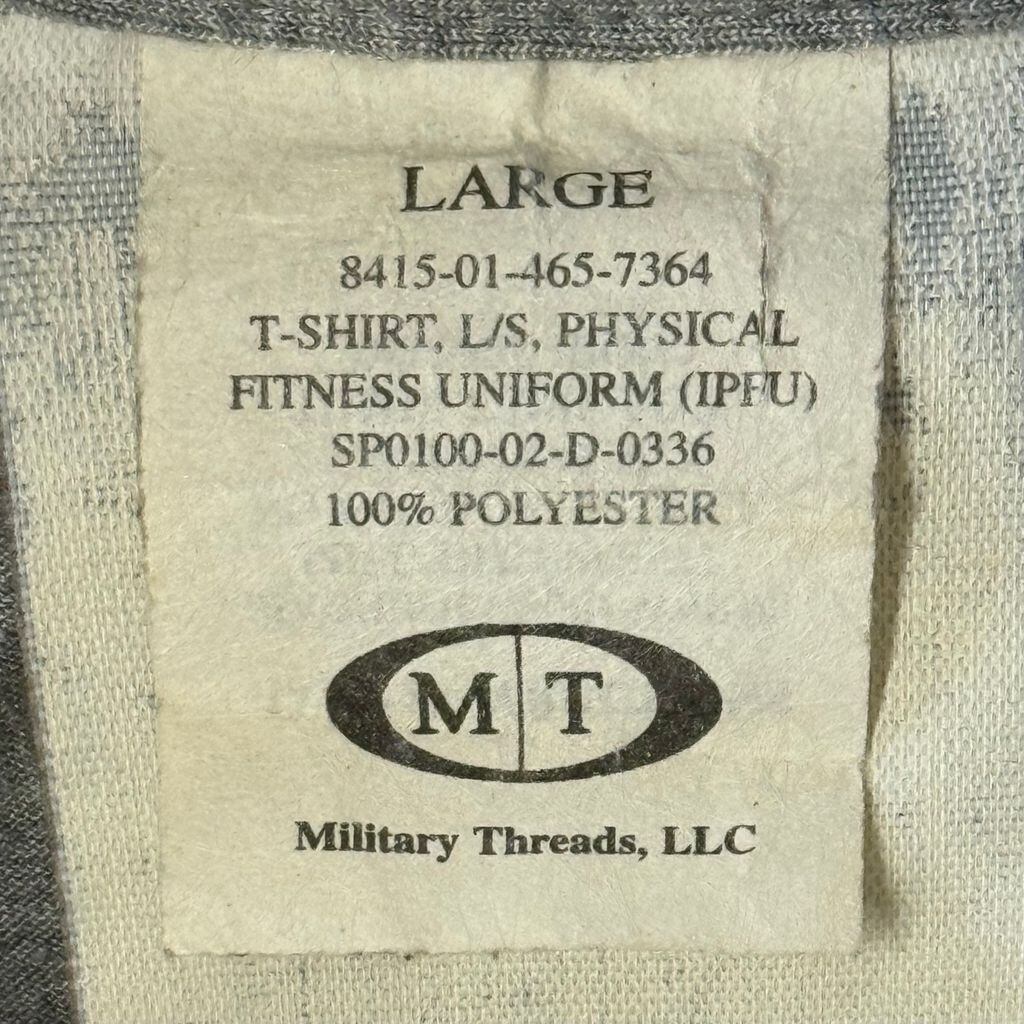 LARGE
8415-01-465-7364
T-SHIRT, L/S, PHYSICAL
FITNESS UNIFORM (IPFU)
SP0100-02-D-0336
100% POLYESTER
M T
Military Threads, LLC